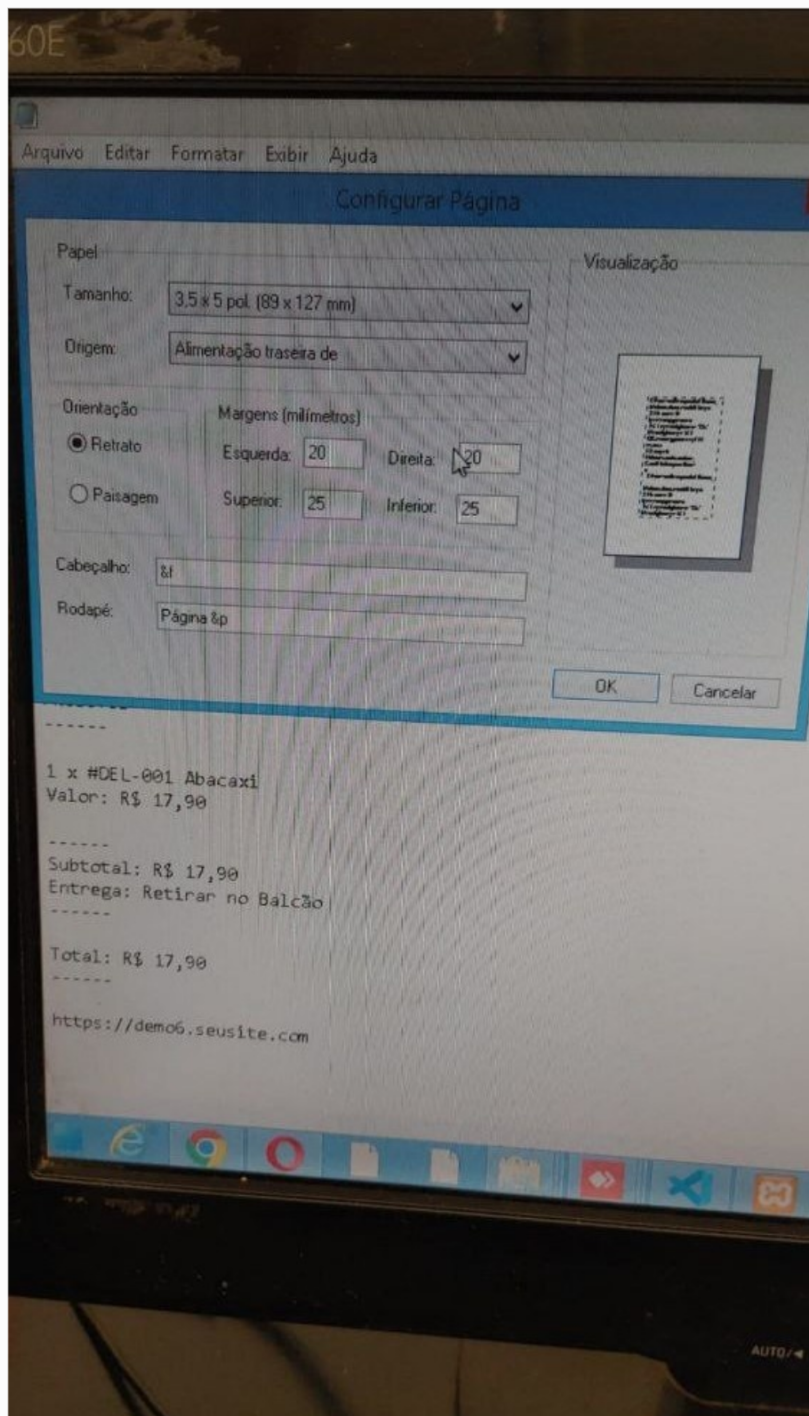 60E
Arquivo Editar Formatar Exibir Ajuda
Configurar Página
Papel
Tamanho: 3,5 x 5 pol. (89 x 127 mm)
Origem: Alimentação traseira de
Orientação
Retrato
Paisagem
Margens (milímetros)
Esquerda: 20 Direita: 20
Superior: 25 Inferior: 25
Cabeçalho: &f
Rodapé: Página &p
Visualização
OK Cancelar
------
1 x #DEL-001 Abacaxi
Valor: R$ 17,90
------
Subtotal: R$ 17,90
Entrega: Retirar no Balcão
------
Total: R$ 17,90
------
https://demo6.seusite.com
AUTO/